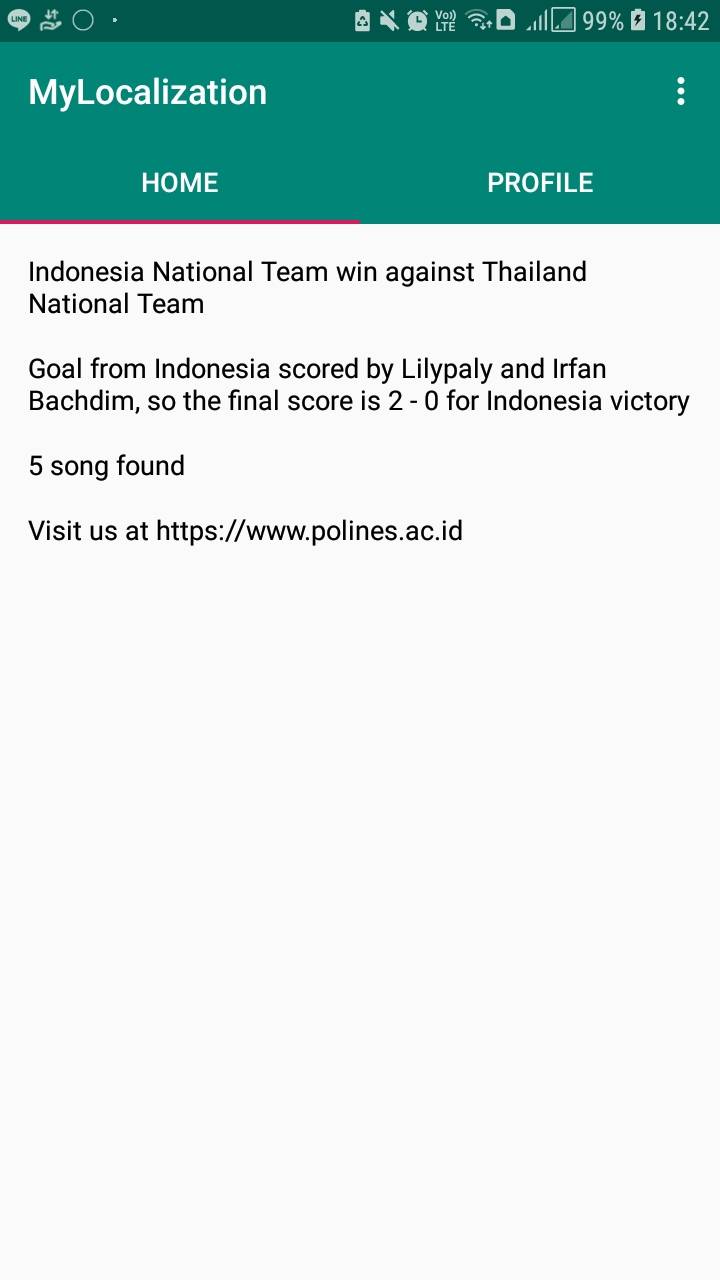 LINE Vo) LTE 99% 18:42
MyLocalization
HOME PROFILE
Indonesia National Team win against Thailand
National Team
Goal from Indonesia scored by Lilypaly and Irfan
Bachdim, so the final score is 2 - 0 for Indonesia victory
5 song found
Visit us at https://www.polines.ac.id